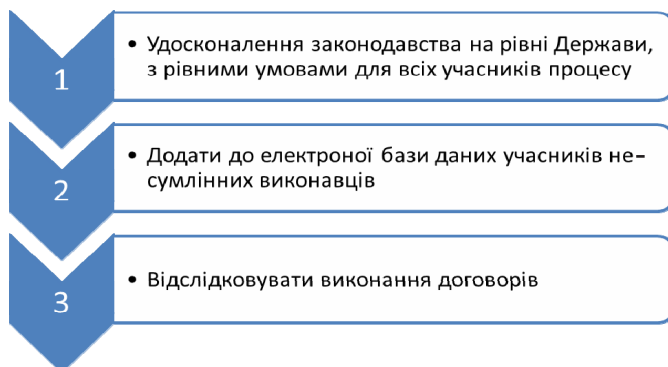 1
• Удосконалення законодавства на рівні Держави,
з рівними умовами для всіх учасників процесу
2
• Додати до електроної бази даних учасників не-
сумлінних виконавців
3
• Відслідковувати виконання договорів